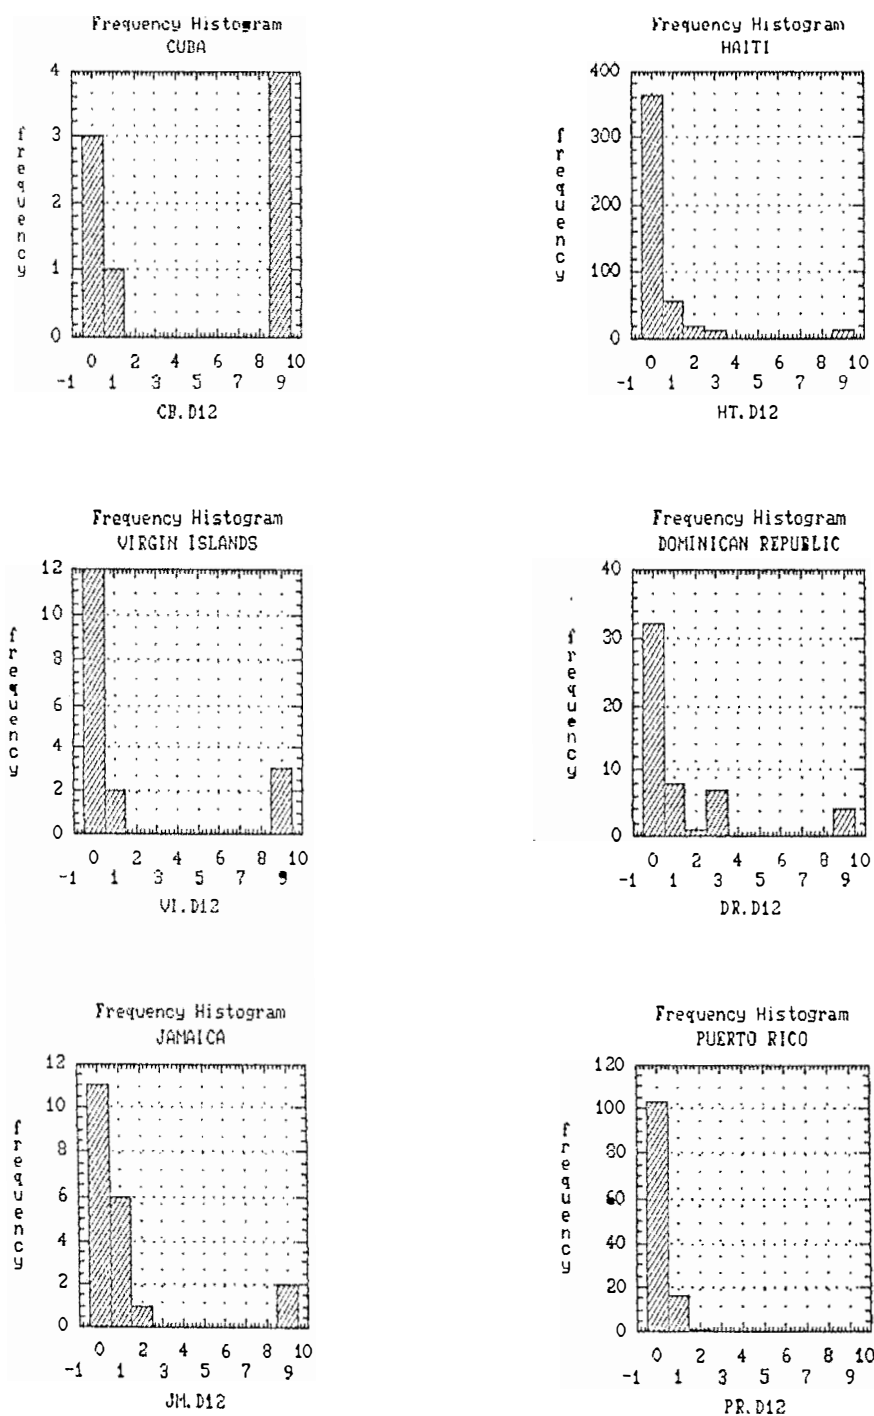 Frequency Histogram
CUBA
4
3
2
1
0
frequency
0 2 4 6 8 10
-1 1 3 5 7 9
CB.D12
Frequency Histogram
HAITI
400
300
200
100
0
frequency
0 2 4 6 8 10
-1 1 3 5 7 9
HT.D12
Frequency Histogram
VIRGIN ISLANDS
12
10
8
6
4
2
0
frequency
0 2 4 6 8 10
-1 1 3 5 7 9
VI.D12
Frequency Histogram
DOMINICAN REPUBLIC
40
30
20
10
0
frequency
0 2 4 6 8 10
-1 1 3 5 7 9
DR.D12
Frequency Histogram
JAMAICA
12
10
8
6
4
2
0
frequency
0 2 4 6 8 10
-1 1 3 5 7 9
JM.D12
Frequency Histogram
PUERTO RICO
120
100
80
60
40
20
0
frequency
0 2 4 6 8 10
-1 1 3 5 7 9
PR.D12